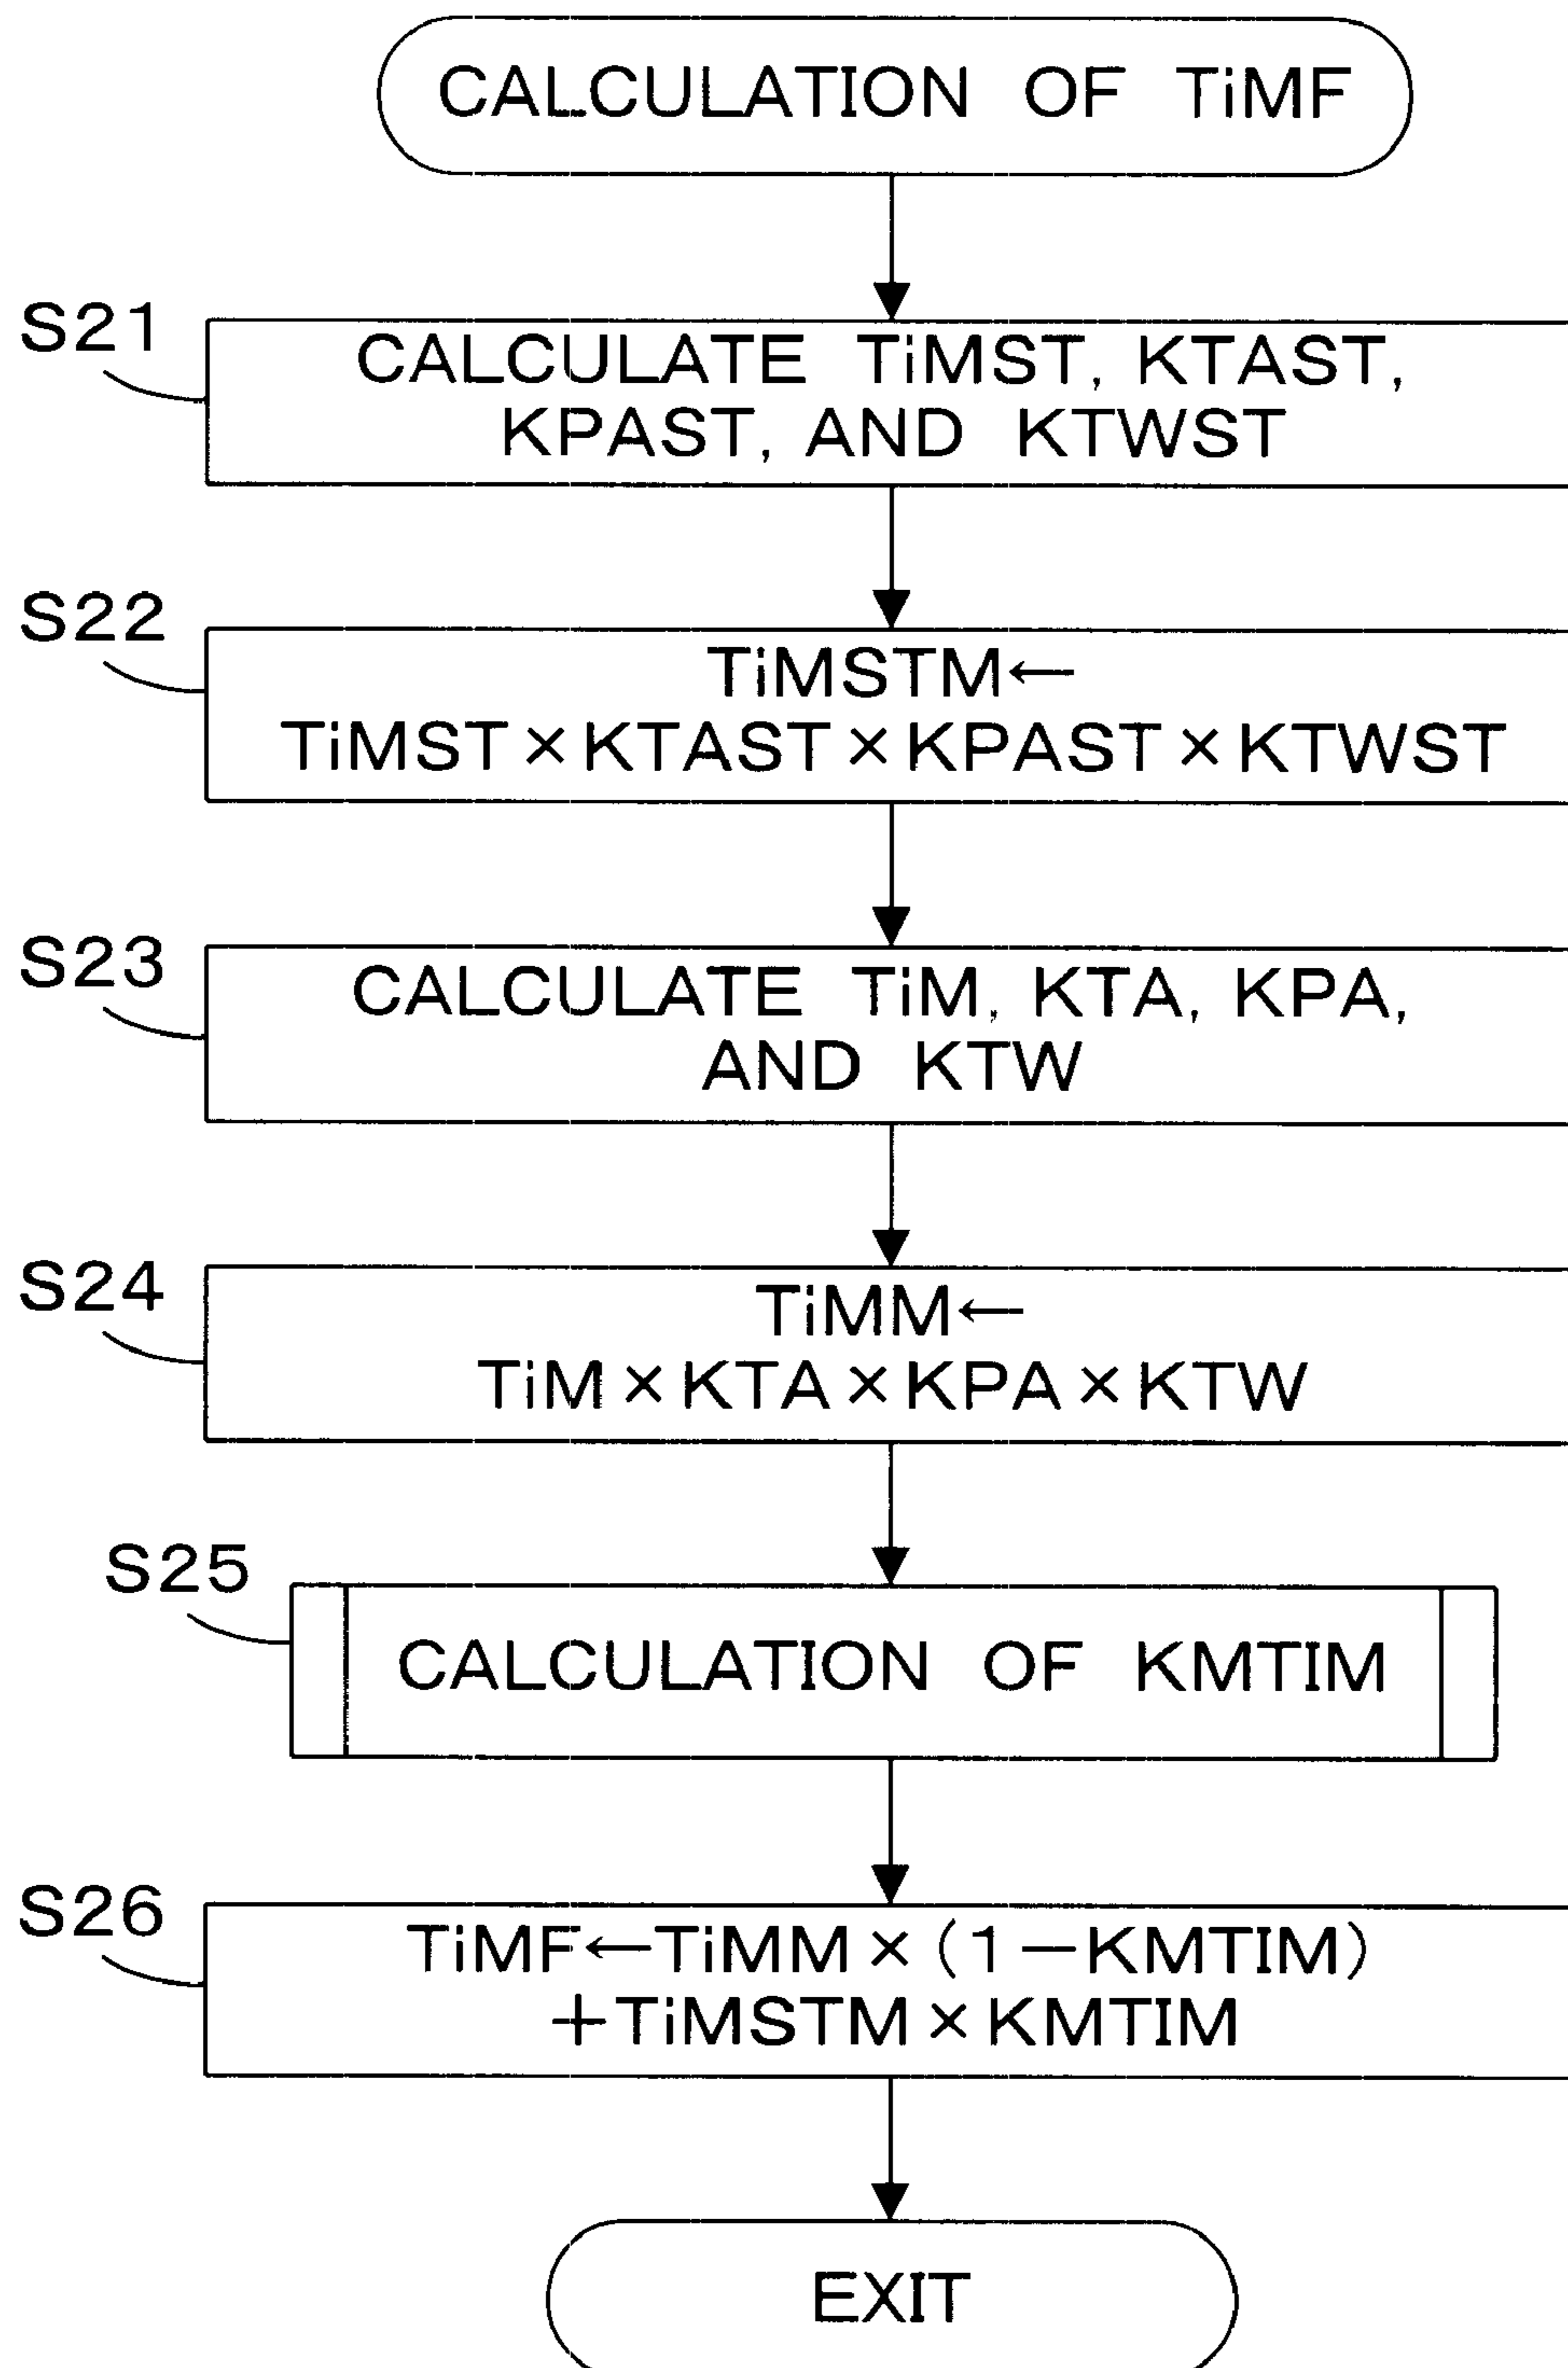 CALCULATION OF TiMF
S21
CALCULATE TiMST, KTAST,
KPAST, AND KTWST
S22
TiMSTM←
TiMST×KTAST×KPAST×KTWST
S23
CALCULATE TiM, KTA, KPA,
AND KTW
S24
TiMM←
TiM×KTA×KPA×KTW
S25
CALCULATION OF KMTIM
S26
TiMF←TiMM×(1−KMTIM)
+TiMSTM×KMTIM
EXIT